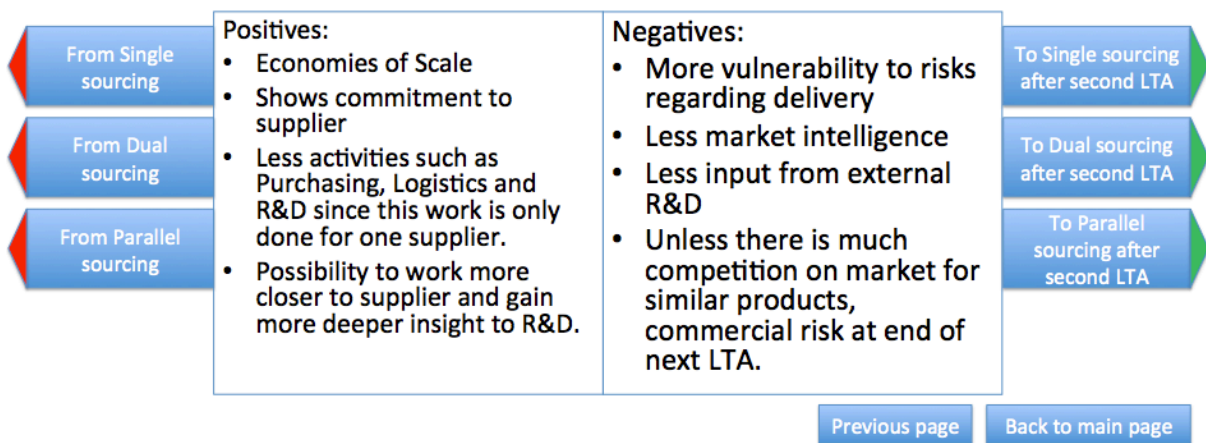 From Single
sourcing
From Dual
sourcing
From Parallel
sourcing
Positives:
• Economies of Scale
• Shows commitment to
supplier
• Less activities such as
Purchasing, Logistics and
R&D since this work is only
done for one supplier.
• Possibility to work more
closer to supplier and gain
more deeper insight to R&D.
Negatives:
• More vulnerability to risks
regarding delivery
• Less market intelligence
• Less input from external
R&D
• Unless there is much
competition on market for
similar products,
commercial risk at end of
next LTA.
To Single sourcing
after second LTA
To Dual sourcing
after second LTA
To Parallel
sourcing after
second LTA
Previous page
Back to main page